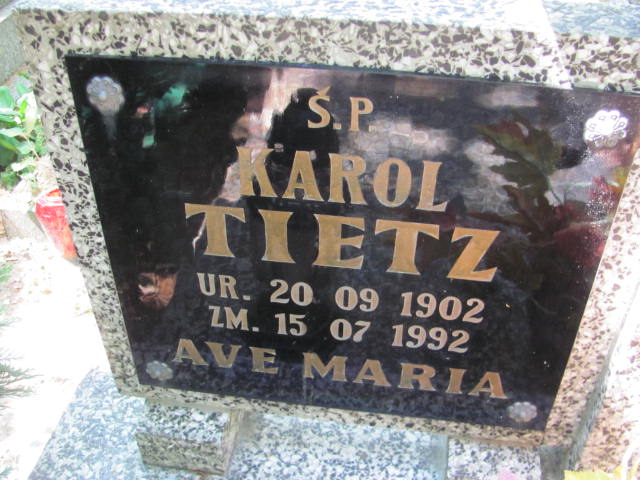 Ś.P.
KAROL
TIETZ
UR. 20 09 1902
ZM. 15 07 1992
AVE MARIA